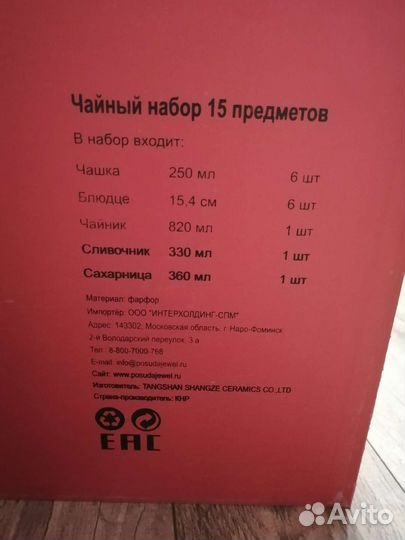 Чайный набор 15 предметов
В набор входит:
Чашка 250 мл 6 шт
Блюдце 15,4 см 6 шт
Чайник 820 мл 1 шт
Сливочник 330 мл 1 шт
Сахарница 360 мл 1 шт
Материал: фарфор
Импортёр: ООО "ИНТЕРХОЛДИНГ-СПМ"
Адрес: 143302; Московская область, г. Наро-Фоминск
2-й Володарский переулок, 3 а
Тел.: 8-800-7000-768
E-mail: info@posudajewel.ru
Сайт: www.posudajewel.ru
Изготовитель: TANGSHAN SHANGZE CERAMICS CO.,LTD
Страна-производитель: КНР
EAC
Avito